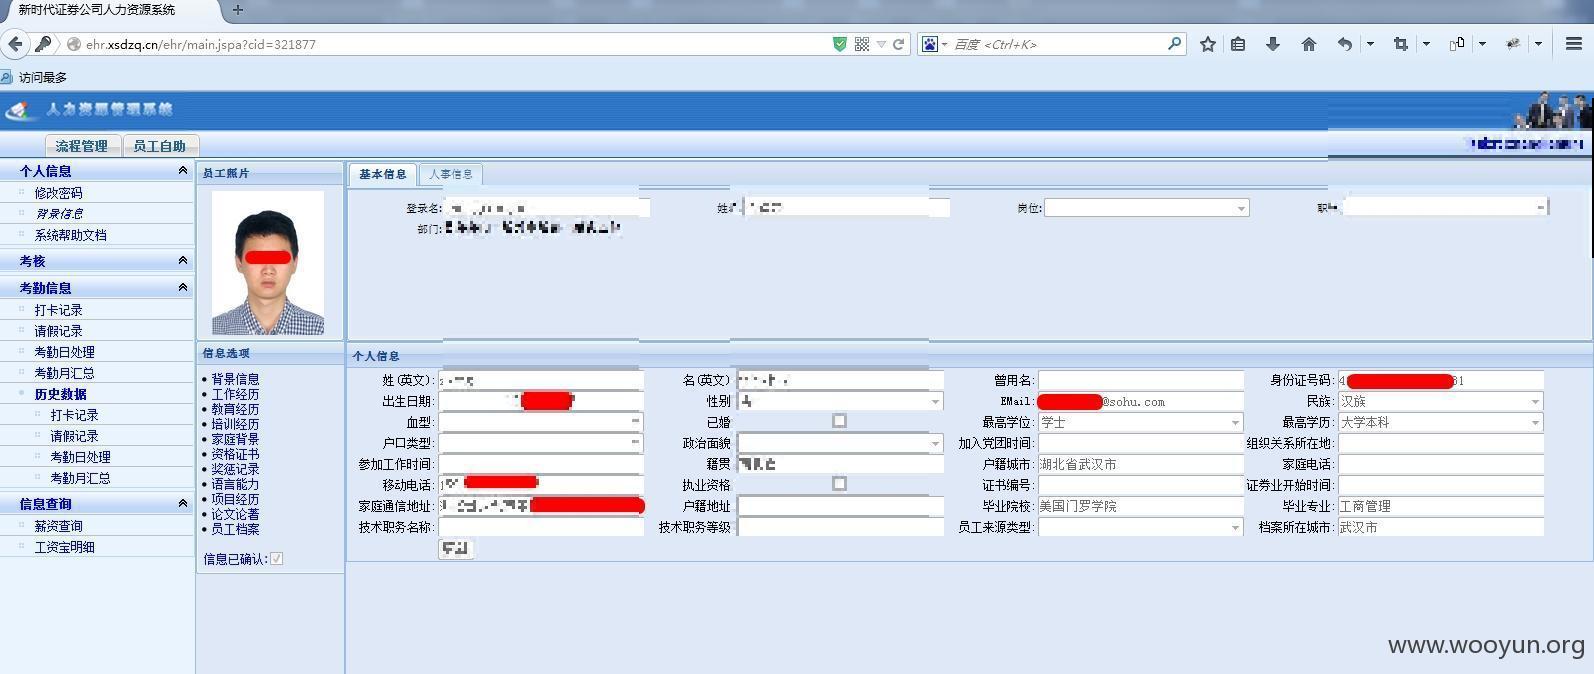 新时代证券公司人力资源系统
ehr.xsdzq.cn/ehr/main.jspa?cid=321877
百度 <Ctrl+K>
访问最多
人力资源管理系统
流程管理 员工自助
个人信息
修改密码
背景信息
系统帮助文档
考核
考勤信息
打卡记录
请假记录
考勤日处理
考勤月汇总
历史数据
打卡记录
请假记录
考勤日处理
考勤月汇总
信息查询
薪资查询
工资宝明细
员工照片
信息选项
背景信息
工作经历
教育经历
培训经历
家庭背景
资格证书
奖惩记录
语言能力
项目经历
论文论著
员工档案
信息已确认:
基本信息 人事信息
登录名: 岗位:
部门:
个人信息
姓(英文): 名(英文) 曾用名: 身份证号码: 4 31
出生日期: 性别 EMail: @sohu.com 民族: 汉族
血型: 已婚 最高学位: 学士 最高学历: 大学本科
户口类型: 政治面貌 加入党团时间: 组织关系所在地:
参加工作时间: 籍贯 户籍城市: 湖北省武汉市 家庭电话:
移动电话: 执业资格 证书编号: 证券业开始时间:
家庭通信地址: 户籍地址 毕业院校: 美国门罗学院 毕业专业: 工商管理
技术职务名称: 技术职务等级 员工来源类型: 档案所在城市: 武汉市
www.wooyun.org